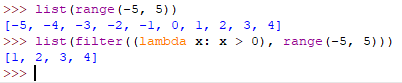 >>> list(range(-5, 5))
[-5, -4, -3, -2, -1, 0, 1, 2, 3, 4]
>>> list(filter((lambda x: x > 0), range(-5, 5)))
[1, 2, 3, 4]
>>>